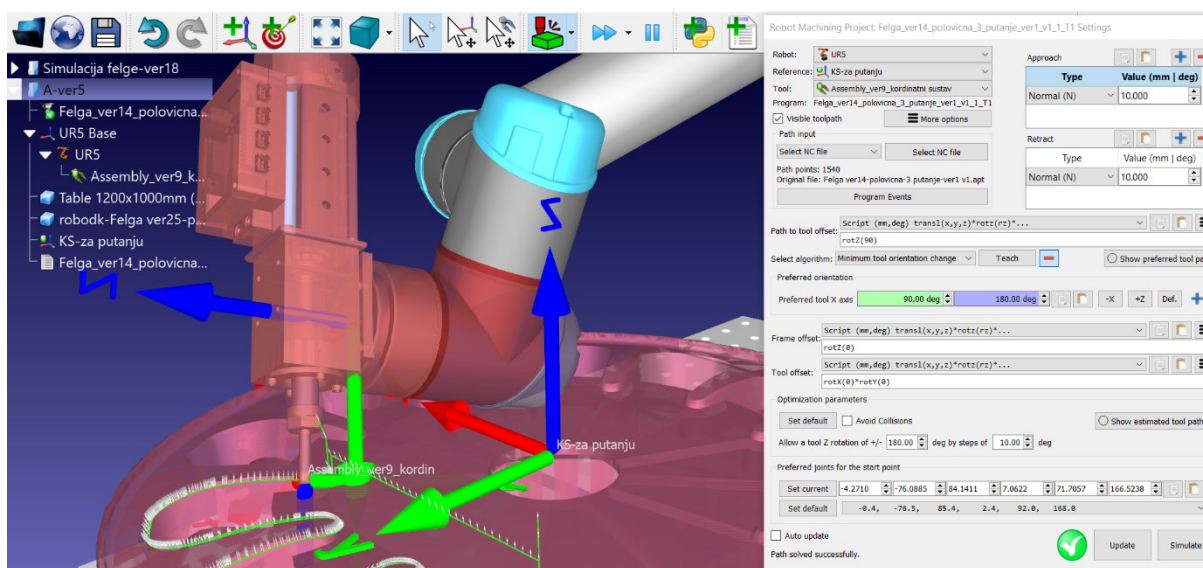 Robot Machining Project: Felga_ver14_polovicna_3_putanje_ver1_v1_1_T1 Settings
Simulacija felge-ver18
A-ver5
Felga_ver14_polovicna...
UR5 Base
UR5
Assembly_ver9_k...
Table 1200x1000mm (...
robodk-Felga ver25-p...
KS-za putanju
Felga_ver14_polovicna...
KS-za putanju
Assembly_ver9_kordin
Robot: UR5
Reference: KS-za putanju
Tool: Assembly_ver9_kordinatni sustav
Program: Felga_ver14_polovicna_3_putanje_ver1_v1_1_T1
Visible toolpath More options
Path input
Select NC file Select NC file
Path points: 1540
Original file: Felga ver14-polovicna-3 putanje-ver1 v1.apt
Program Events
Approach
Type Value (mm | deg)
Normal (N) 10.000
Retract
Type Value (mm | deg)
Normal (N) 10.000
Path to tool offset: Script (mm,deg) transl(x,y,z)*rotz(rz)*...
rotZ(90)
Select algorithm: Minimum tool orientation change Teach Show preferred tool pa
Preferred orientation
Preferred tool X axis 90.00 deg 180.00 deg -X +Z Def.
Frame offset: Script (mm,deg) transl(x,y,z)*rotz(rz)*...
rotZ(0)
Tool offset: Script (mm,deg) transl(x,y,z)*rotz(rz)*...
rotX(0)*rotY(0)
Optimization parameters
Set default Avoid Collisions Show estimated tool path
Allow a tool Z rotation of +/- 180.00 deg by steps of 10.00 deg
Preferred joints for the start point
Set current -4.2710 -76.0885 84.1411 7.0622 71.7057 166.5238
Set default -0.4, -76.5, 85.4, 2.4, 92.0, 168.0
Auto update
Path solved successfully.
Update Simulate